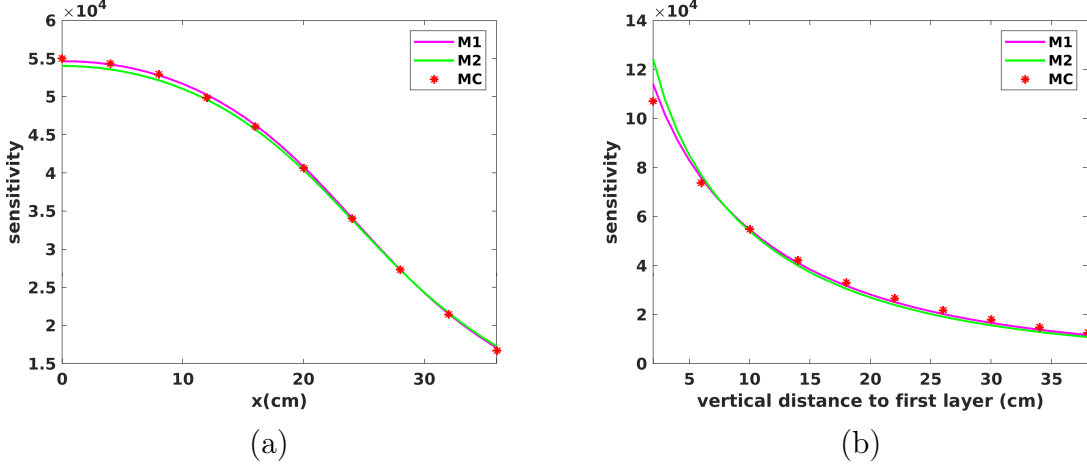 ×10⁴
6
5.5
5
4.5
4
3.5
3
2.5
2
1.5
sensitivity
0 10 20 30
x(cm)
M1
M2
MC
(a)
×10⁴
14
12
10
8
6
4
2
0
sensitivity
5 10 15 20 25 30 35
vertical distance to first layer (cm)
M1
M2
MC
(b)